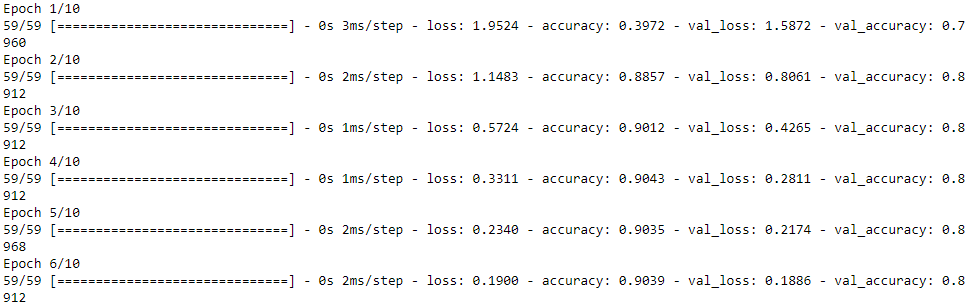 Epoch 1/10
59/59 [==============================] - 0s 3ms/step - loss: 1.9524 - accuracy: 0.3972 - val_loss: 1.5872 - val_accuracy: 0.7
960
Epoch 2/10
59/59 [==============================] - 0s 2ms/step - loss: 1.1483 - accuracy: 0.8857 - val_loss: 0.8061 - val_accuracy: 0.8
912
Epoch 3/10
59/59 [==============================] - 0s 1ms/step - loss: 0.5724 - accuracy: 0.9012 - val_loss: 0.4265 - val_accuracy: 0.8
912
Epoch 4/10
59/59 [==============================] - 0s 1ms/step - loss: 0.3311 - accuracy: 0.9043 - val_loss: 0.2811 - val_accuracy: 0.8
912
Epoch 5/10
59/59 [==============================] - 0s 2ms/step - loss: 0.2340 - accuracy: 0.9035 - val_loss: 0.2174 - val_accuracy: 0.8
968
Epoch 6/10
59/59 [==============================] - 0s 2ms/step - loss: 0.1900 - accuracy: 0.9039 - val_loss: 0.1886 - val_accuracy: 0.8
912